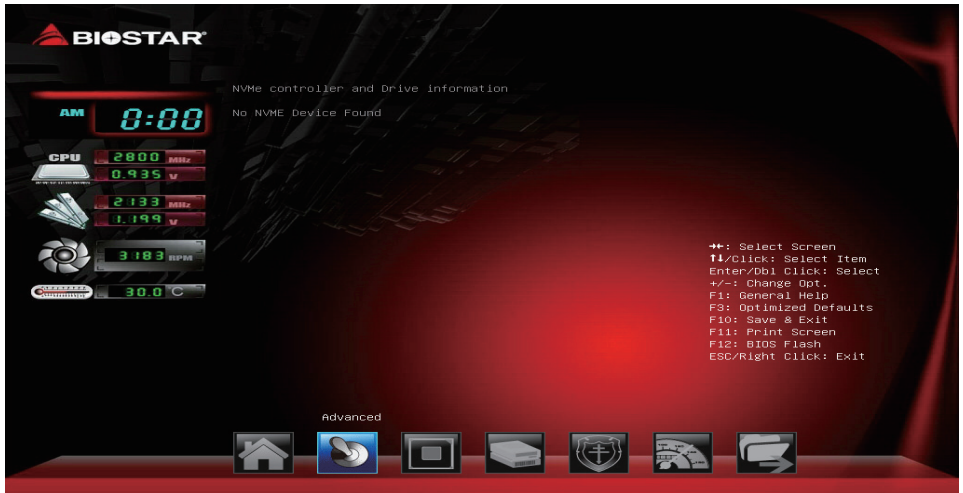 BIOSTAR®
NVMe controller and Drive information
No NVME Device Found
AM 0:00
CPU 2800 MHz
0.935 V
2133 MHz
1.199 V
3183 RPM
30.0 C
→←: Select Screen
↑↓/Click: Select Item
Enter/Dbl Click: Select
+/-: Change Opt.
F1: General Help
F3: Optimized Defaults
F10: Save & Exit
F11: Print Screen
F12: BIOS Flash
ESC/Right Click: Exit
Advanced